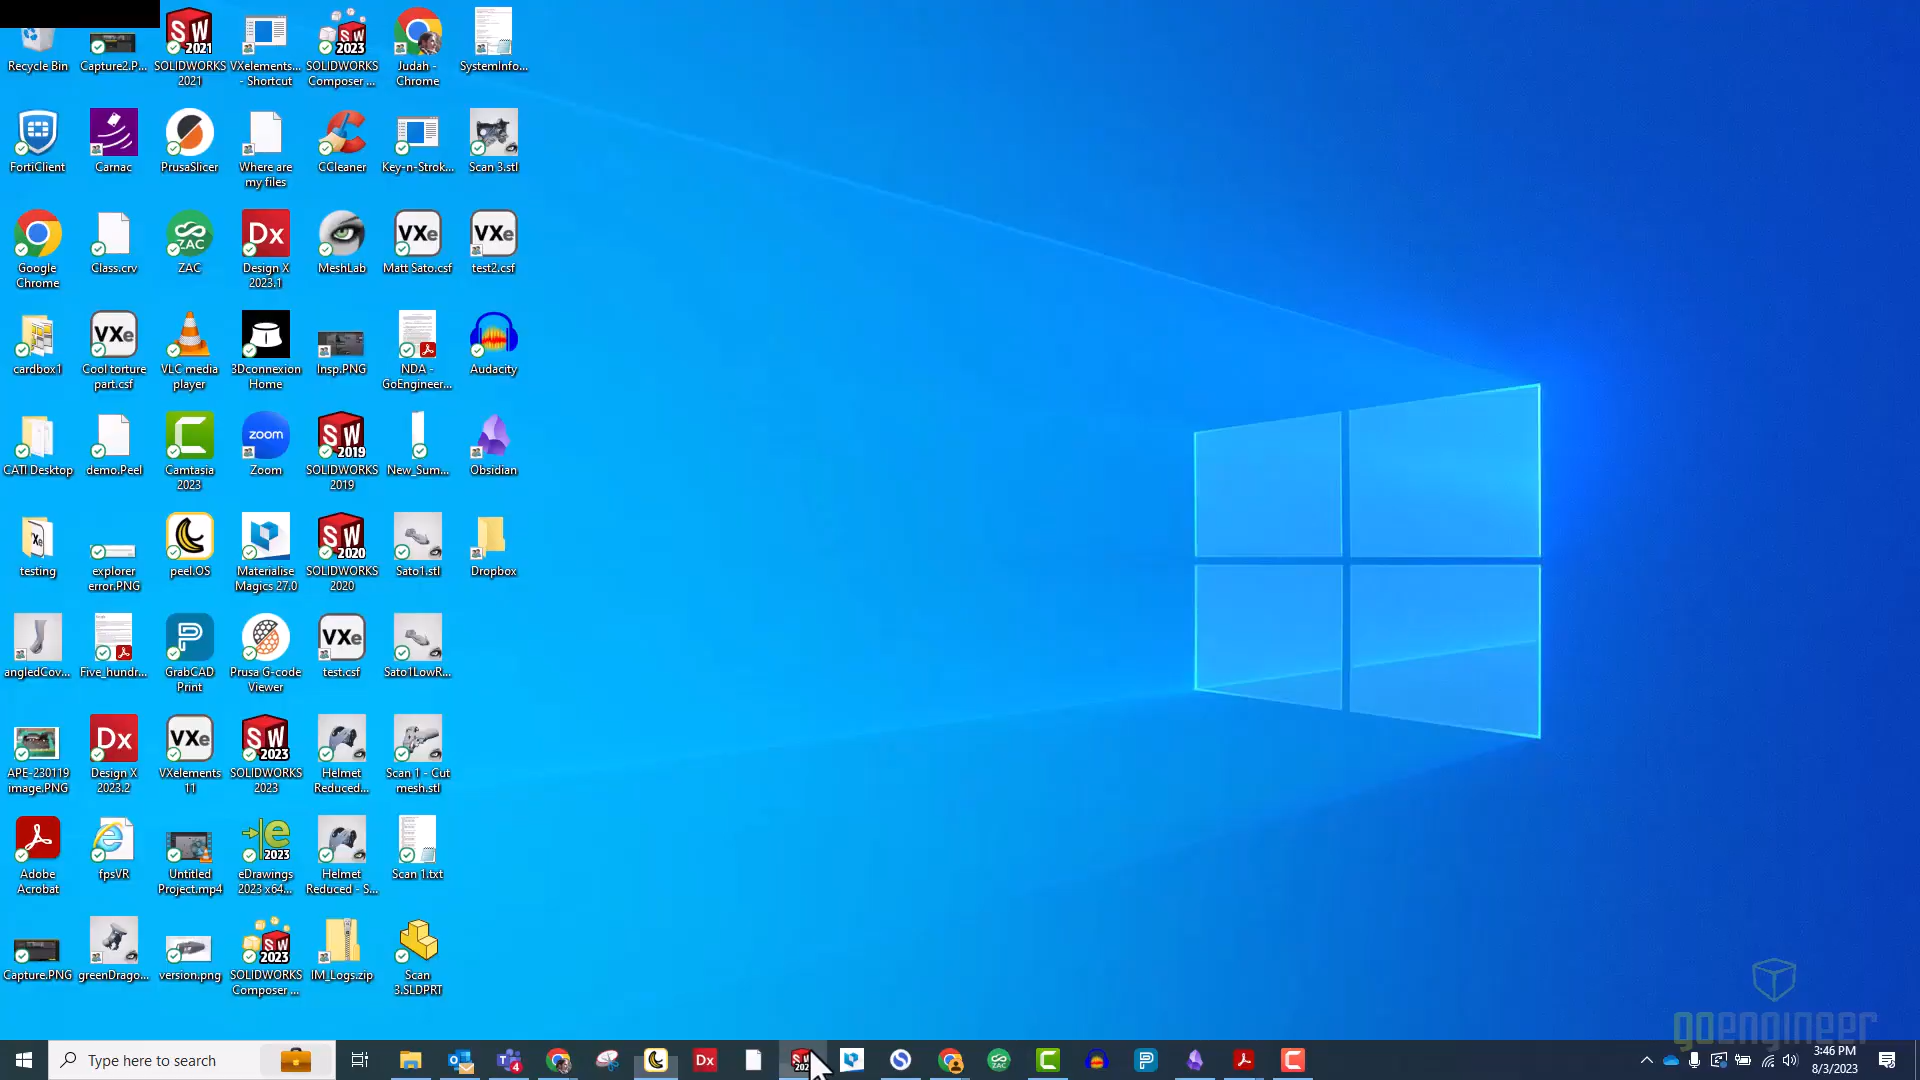 Recycle Bin
Capture2.P...
SOLIDWORKS
2021
VXelements...
- Shortcut
SOLIDWORKS
Composer ...
Judah -
Chrome
SystemInfo...
FortiClient
Carnac
PrusaSlicer
Where are
my files
CCleaner
Key-n-Strok...
Scan 3.stl
Google
Chrome
Class.crv
ZAC
Design X
2023.1
MeshLab
Matt Sato.csf
test2.csf
cardbox1
Cool torture
part.csf
VLC media
player
3Dconnexion
Home
Insp.PNG
NDA -
GoEngineer...
Audacity
CATI Desktop
demo.Peel
Camtasia
2023
Zoom
SOLIDWORKS
2019
New_Sum...
Obsidian
testing
explorer
error.PNG
peel.OS
Materialise
Magics 27.0
SOLIDWORKS
2020
Sato1.stl
Dropbox
angledCov...
Five_hundr...
GrabCAD
Print
Prusa G-code
Viewer
test.csf
Sato1LowR...
APE-230119
image.PNG
Design X
2023.2
VXelements
11
SOLIDWORKS
2023
Helmet
Reduced...
Scan 1 - Cut
mesh.stl
Adobe
Acrobat
fpsVR
Untitled
Project.mp4
eDrawings
2023 x64...
Helmet
Reduced - S...
Scan 1.txt
Capture.PNG
greenDrago...
version.png
SOLIDWORKS
Composer ...
IM_Logs.zip
Scan
3.SLDPRT
goengineer
Type here to search
3:46 PM
8/3/2023